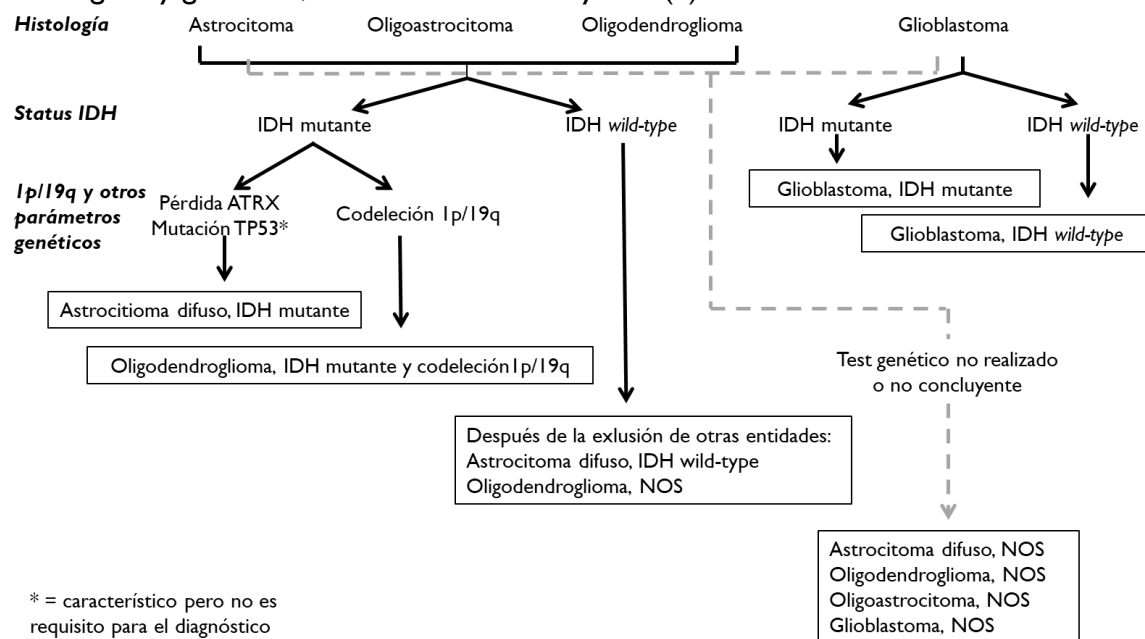 Histología
Astrocitoma
Oligoastrocitoma
Oligodendroglioma
Glioblastoma
Status IDH
IDH mutante
IDH wild-type
IDH mutante
IDH wild-type
1p/19q y otros
parámetros
genéticos
Pérdida ATRX
Mutación TP53*
Codeleción 1p/19q
Glioblastoma, IDH mutante
Glioblastoma, IDH wild-type
Astrocitioma difuso, IDH mutante
Oligodendroglioma, IDH mutante y codeleción1p/19q
Test genético no realizado
o no concluyente
Después de la exlusión de otras entidades:
Astrocitoma difuso, IDH wild-type
Oligodendroglioma, NOS
Astrocitoma difuso, NOS
Oligodendroglioma, NOS
Oligoastrocitoma, NOS
Glioblastoma, NOS
* = característico pero no es
requisito para el diagnóstico